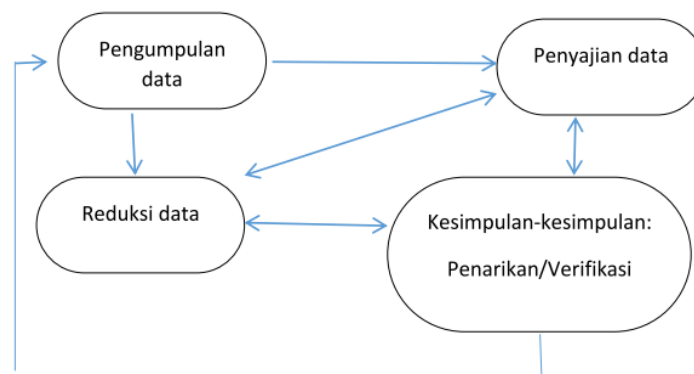 Pengumpulan
data
Penyajian data
Reduksi data
Kesimpulan-kesimpulan:
Penarikan/Verifikasi